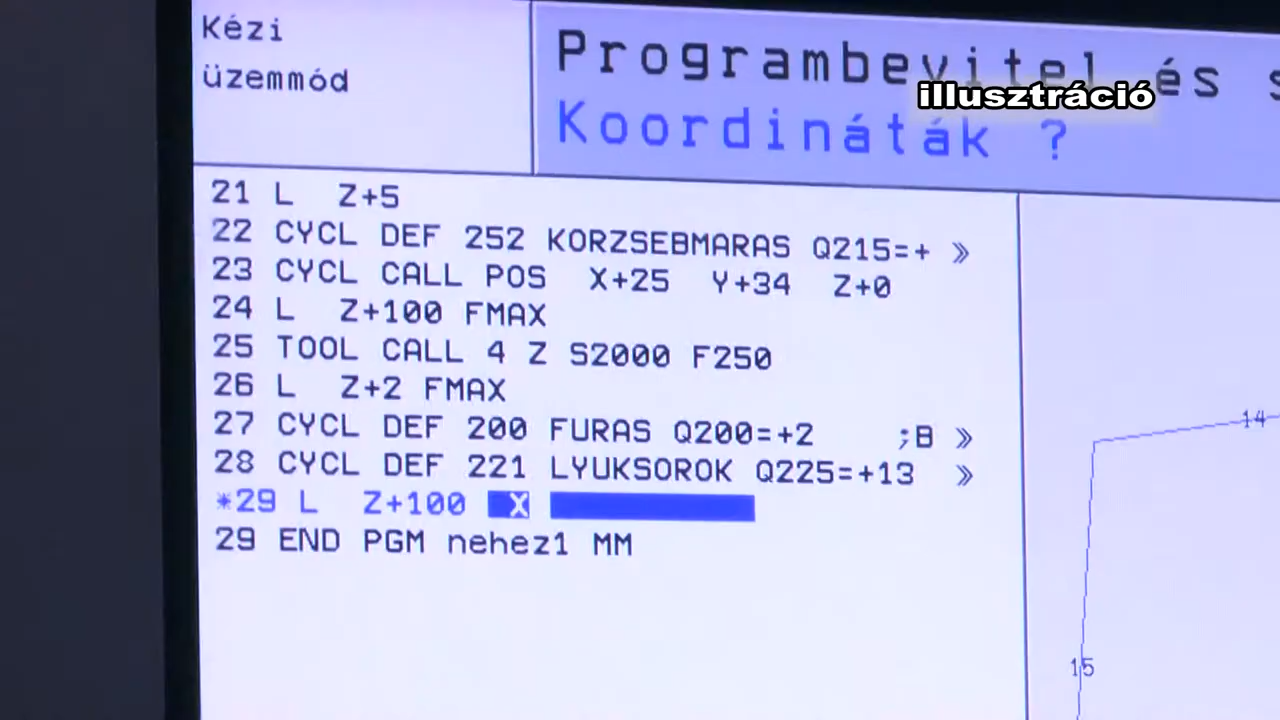 Kézi
üzemmód
Programbevitel és s
illusztráció
Koordináták ?
21 L Z+5
22 CYCL DEF 252 KORZSEBMARAS Q215=+ »
23 CYCL CALL POS X+25 Y+34 Z+0
24 L Z+100 FMAX
25 TOOL CALL 4 Z S2000 F250
26 L Z+2 FMAX
27 CYCL DEF 200 FURAS Q200=+2 ;B »
28 CYCL DEF 221 LYUKSOROK Q225=+13 »
*29 L Z+100 X
29 END PGM nehez1 MM
14
15